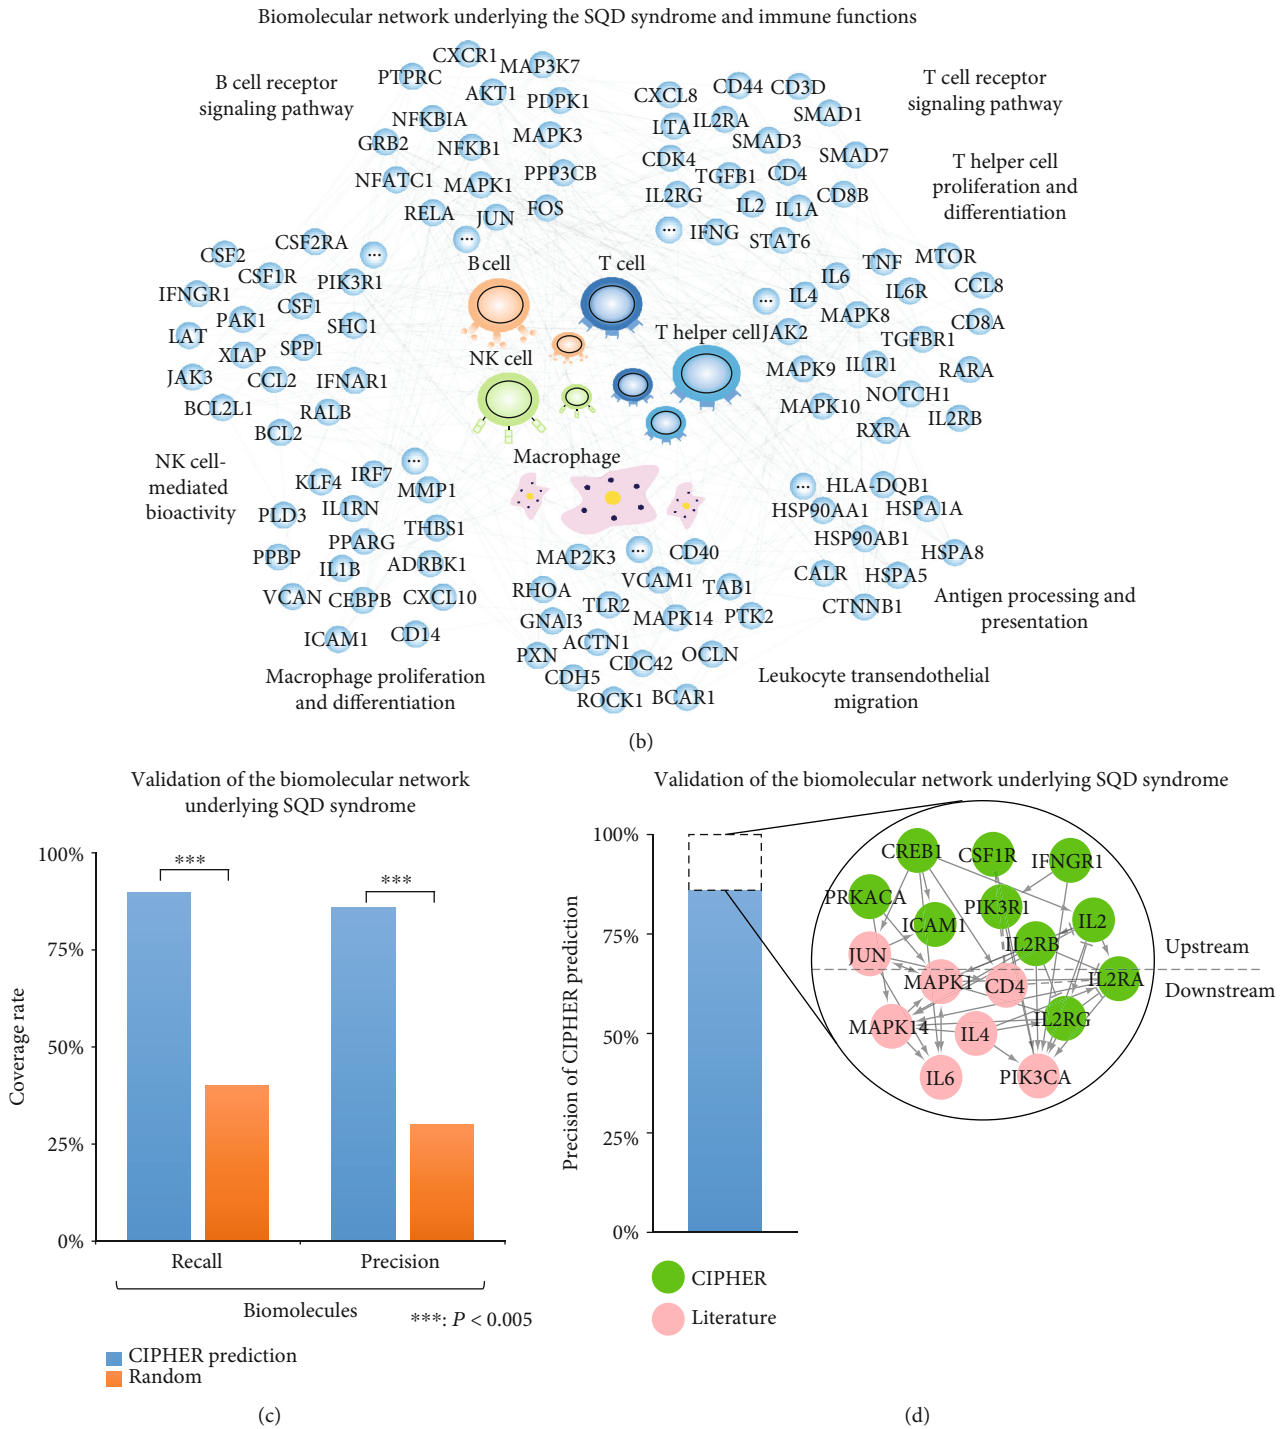 Biomolecular network underlying the SQD syndrome and immune functions
B cell receptor
signaling pathway
CXCR1
PTPRC
MAP3K7
AKT1
PDPK1
NFKBIA
GRB2
NFKB1
MAPK3
NFATC1
MAPK1
PPP3CB
RELA
JUN
FOS
...
T cell receptor
signaling pathway
CXCL8
CD44
CD3D
LTA
IL2RA
SMAD1
SMAD3
CDK4
SMAD7
TGFB1
CD4
IL2RG
IL2
IL1A
CD8B
...
IFNG
STAT6
T helper cell
proliferation and
differentiation
CSF2
CSF2RA
...
CSF1R
PIK3R1
IFNGR1
CSF1
PAK1
SHC1
LAT
XIAP
SPP1
JAK3
CCL2
IFNAR1
BCL2L1
RALB
BCL2
NK cell-
mediated
bioactivity
B cell
T cell
T helper cell
NK cell
Macrophage
MTOR
TNF
IL6
IL6R
CCL8
...
IL4
MAPK8
CD8A
JAK2
TGFBR1
MAPK9
IL1R1
RARA
NOTCH1
MAPK10
IL2RB
RXRA
...
KLF4
IRF7
MMP1
PLD3
IL1RN
THBS1
PPARG
PPBP
IL1B
ADRBK1
VCAN
CEBPB
CXCL10
ICAM1
CD14
Macrophage proliferation
and differentiation
MAP2K3
...
CD40
RHOA
VCAM1
TAB1
TLR2
GNAI3
MAPK14
PTK2
ACTN1
PXN
CDC42
OCLN
CDH5
ROCK1
BCAR1
Leukocyte transendothelial
migration
...
HLA-DQB1
HSP90AA1
HSPA1A
HSP90AB1
HSPA8
CALR
HSPA5
CTNNB1
Antigen processing and
presentation
(b)
Validation of the biomolecular network
underlying SQD syndrome
100%
75%
50%
25%
0%
Coverage rate
***
***
Recall
Precision
Biomolecules
***: P < 0.005
CIPHER prediction
Random
(c)
Validation of the biomolecular network underlying SQD syndrome
100%
75%
50%
25%
0%
Precision of CIPHER prediction
CREB1
CSF1R
IFNGR1
PRKACA
PIK3R1
ICAM1
IL2
IL2RB
JUN
Upstream
MAPK1
CD4
IL2RA
Downstream
MAPK14
IL4
IL2RG
IL6
PIK3CA
CIPHER
Literature
(d)